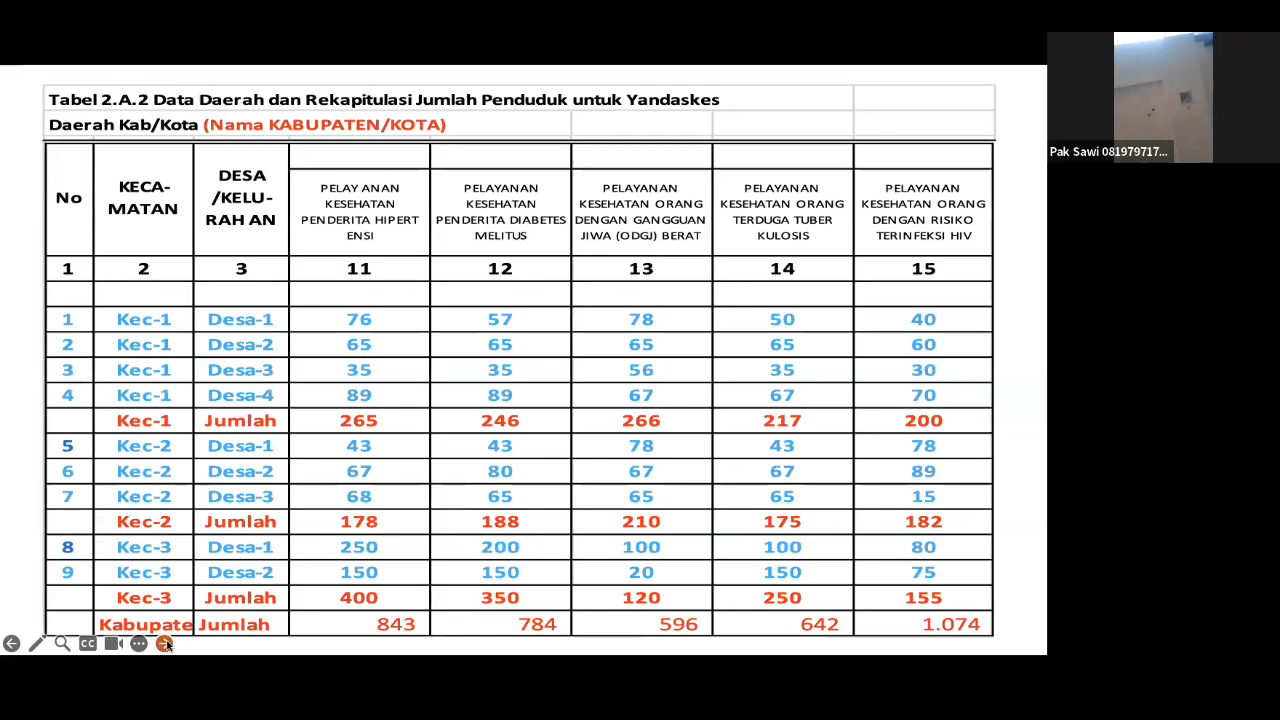 Tabel 2.A.2 Data Daerah dan Rekapitulasi Jumlah Penduduk untuk Yandaskes
Daerah Kab/Kota (Nama KABUPATEN/KOTA)
No
KECA-
MATAN
DESA
/KELU-
RAH AN
PELAY ANAN
KESEHATAN
PENDERITA HIPERT
ENSI
PELAYANAN
KESEHATAN
PENDERITA DIABETES
MELITUS
PELAYANAN
KESEHATAN ORANG
DENGAN GANGGUAN
JIWA (ODGJ) BERAT
PELAYANAN
KESEHATAN ORANG
TERDUGA TUBER
KULOSIS
PELAYANAN
KESEHATAN ORANG
DENGAN RISIKO
TERINFEKSI HIV
1 2 3 11 12 13 14 15
1 Kec-1 Desa-1 76 57 78 50 40
2 Kec-1 Desa-2 65 65 65 65 60
3 Kec-1 Desa-3 35 35 56 35 30
4 Kec-1 Desa-4 89 89 67 67 70
Kec-1 Jumlah 265 246 266 217 200
5 Kec-2 Desa-1 43 43 78 43 78
6 Kec-2 Desa-2 67 80 67 67 89
7 Kec-2 Desa-3 68 65 65 65 15
Kec-2 Jumlah 178 188 210 175 182
8 Kec-3 Desa-1 250 200 100 100 80
9 Kec-3 Desa-2 150 150 20 150 75
Kec-3 Jumlah 400 350 120 250 155
Kabupate Jumlah 843 784 596 642 1.074
CC
Pak Sawi 081979717...